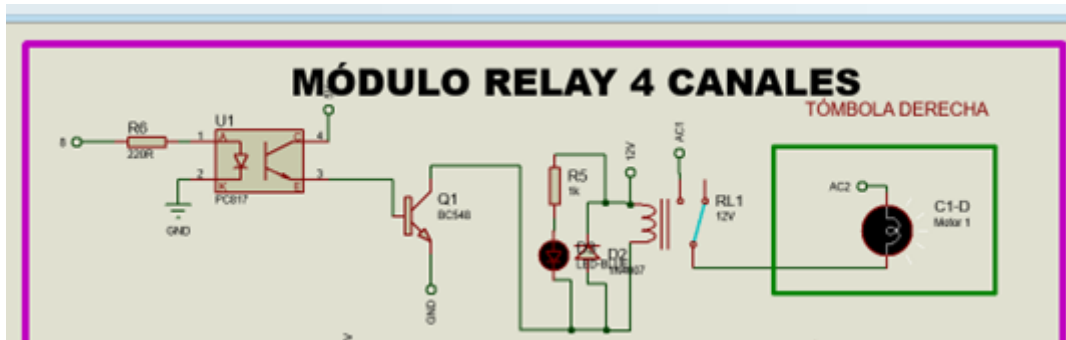 MÓDULO RELAY 4 CANALES
TÓMBOLA DERECHA
U1
R6
8
220R
1
A
C
4
2
K
E
3
PC817
GND
Q1
BC548
GND
R5
1k
12V
AC1
RL1
12V
D2
1N4007
AC2
C1-D
Motor 1